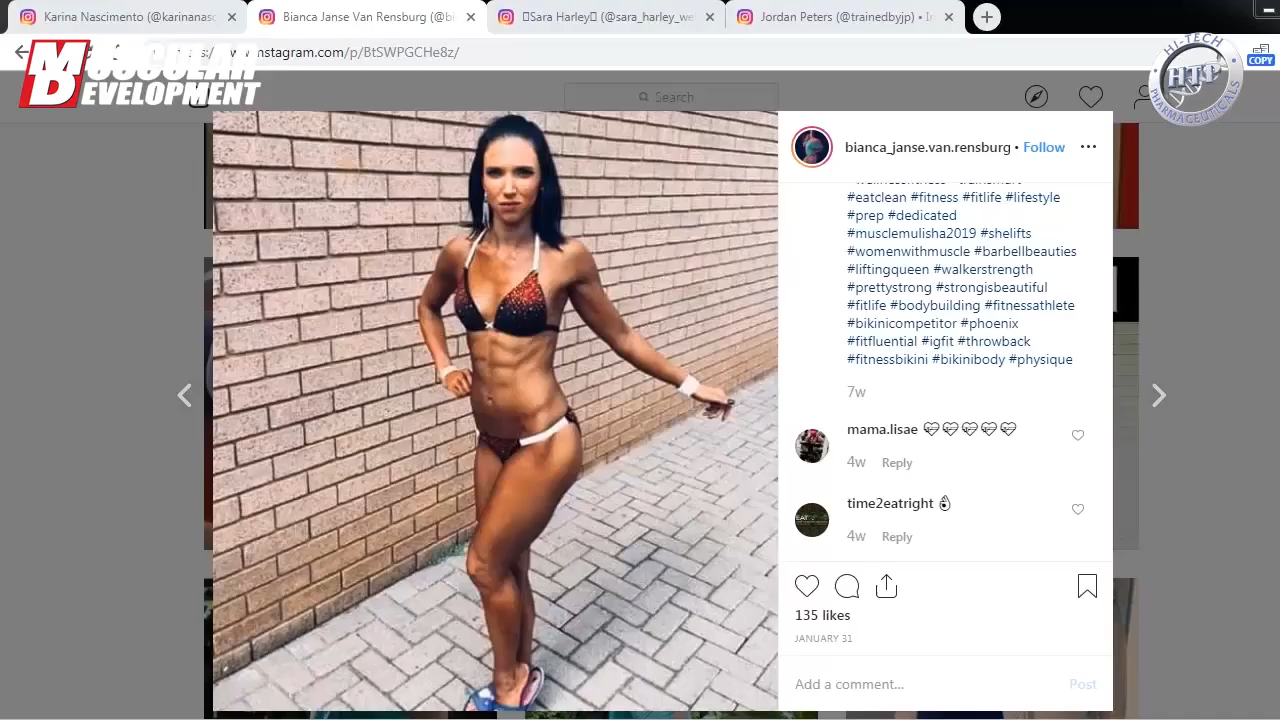 Karina Nascimento (@karinanasc
Bianca Janse Van Rensburg (@bi
Sara Harley (@sara_harley_we
Jordan Peters (@trainedbyjp) • In
instagram.com/p/BtSWPGCHe8z/
MUSCULAR
DEVELOPMENT
MD
HI-TECH
HTP
PHARMACEUTICALS
COPY
Search
bianca_janse.van.rensburg • Follow
#eatclean #fitness #fitlife #lifestyle
#prep #dedicated
#musclemulisha2019 #shelifts
#womenwithmuscle #barbellbeauties
#liftingqueen #walkerstrength
#prettystrong #strongisbeautiful
#fitlife #bodybuilding #fitnessathlete
#bikinicompetitor #phoenix
#fitfluential #igfit #throwback
#fitnessbikini #bikinibody #physique
7w
mama.lisae
4w Reply
time2eatright
4w Reply
135 likes
JANUARY 31
Add a comment...
Post